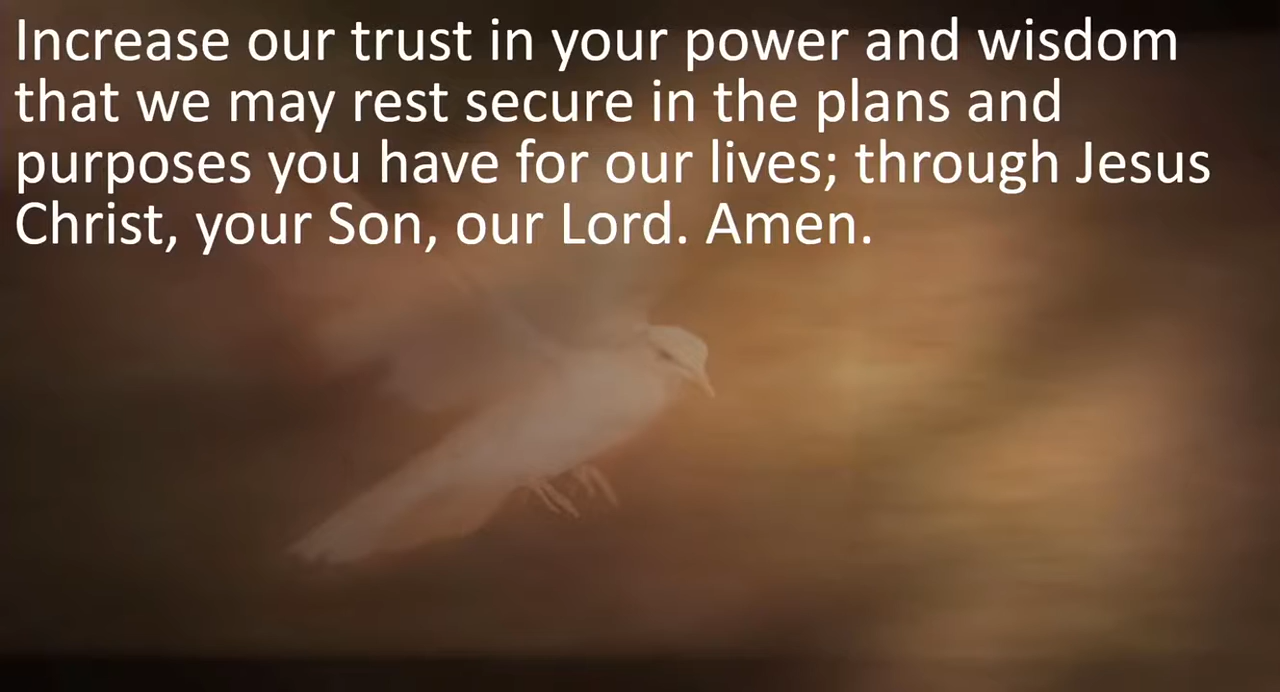 Increase our trust in your power and wisdom
that we may rest secure in the plans and
purposes you have for our lives; through Jesus
Christ, your Son, our Lord. Amen.